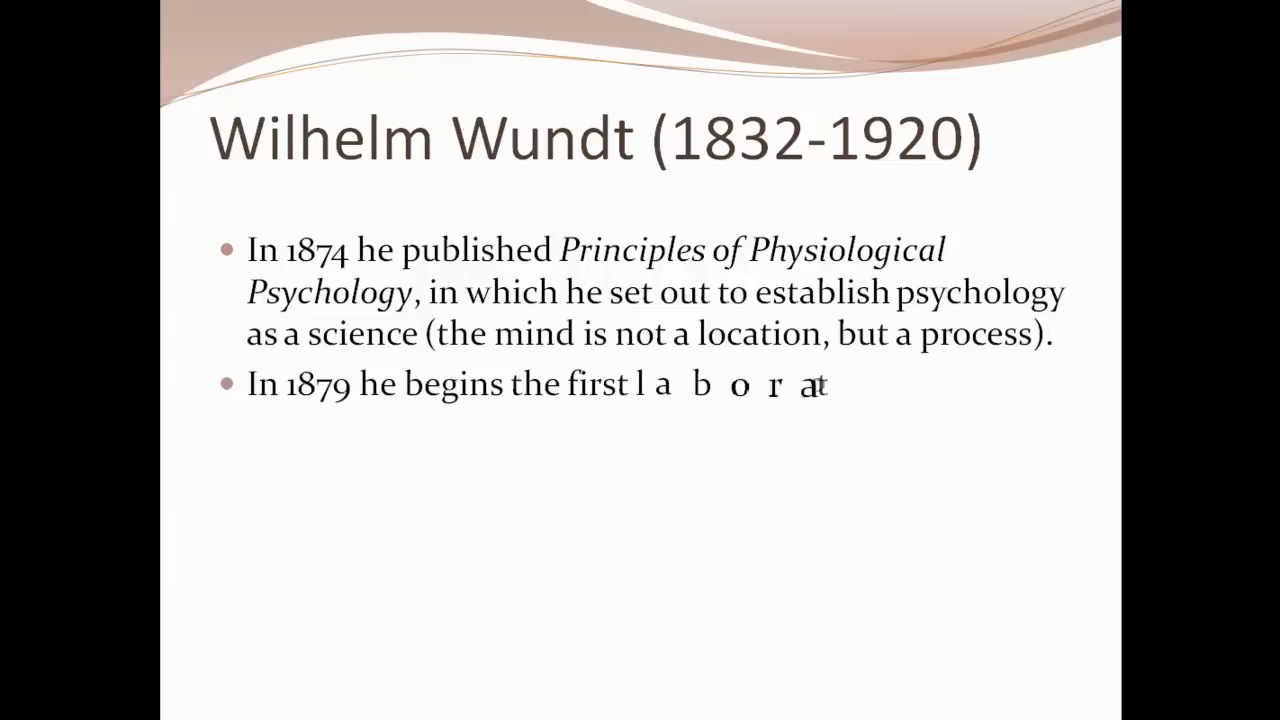 Wilhelm Wundt (1832-1920)
• In 1874 he published Principles of Physiological
Psychology, in which he set out to establish psychology
as a science (the mind is not a location, but a process).
• In 1879 he begins the first l a b o r a t